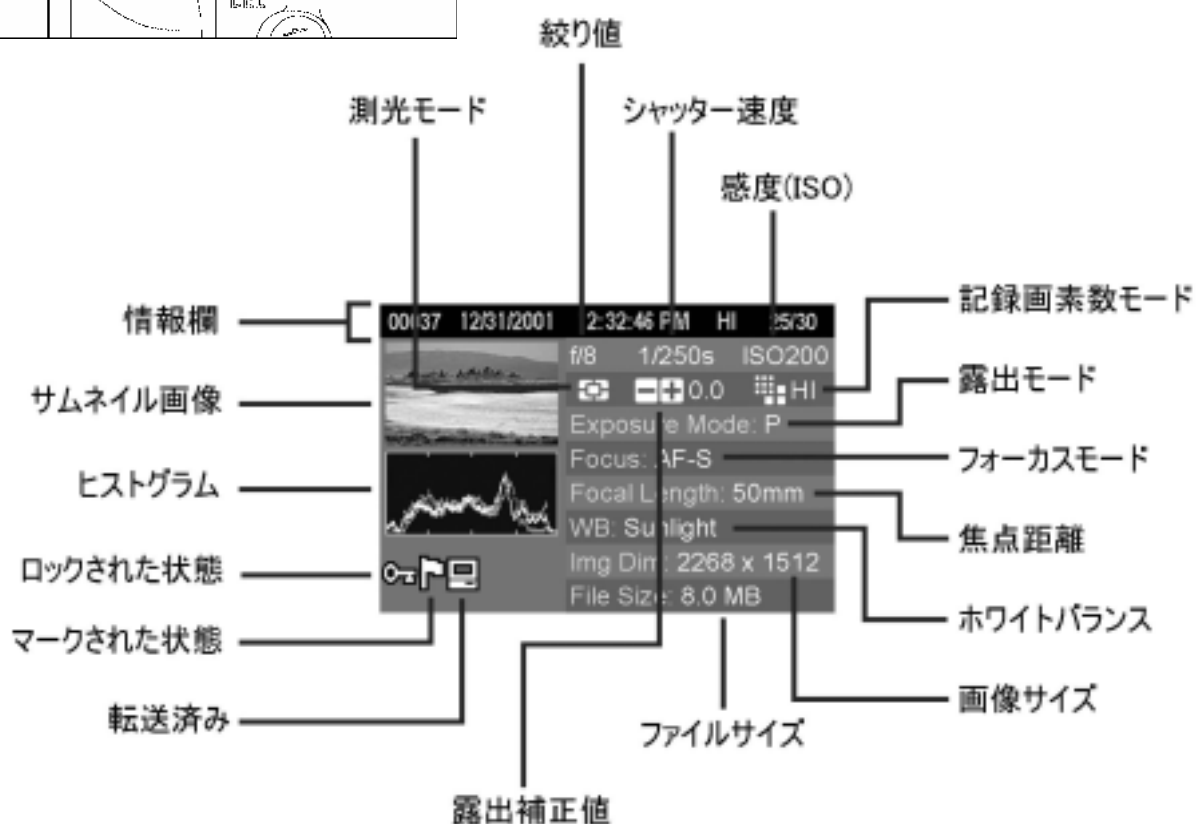 絞り値
測光モード
シャッター速度
感度(ISO)
情報欄
サムネイル画像
ヒストグラム
ロックされた状態
マークされた状態
転送済み
00037 12/31/2001 2:32:46 PM HI 25/30
f/8 1/250s ISO200
0.0 HI
Exposure Mode: P
Focus: AF-S
Focal Length: 50mm
WB: Sunlight
Img Dim: 2268 x 1512
File Size: 8.0 MB
記録画素数モード
露出モード
フォーカスモード
焦点距離
ホワイトバランス
画像サイズ
ファイルサイズ
露出補正値